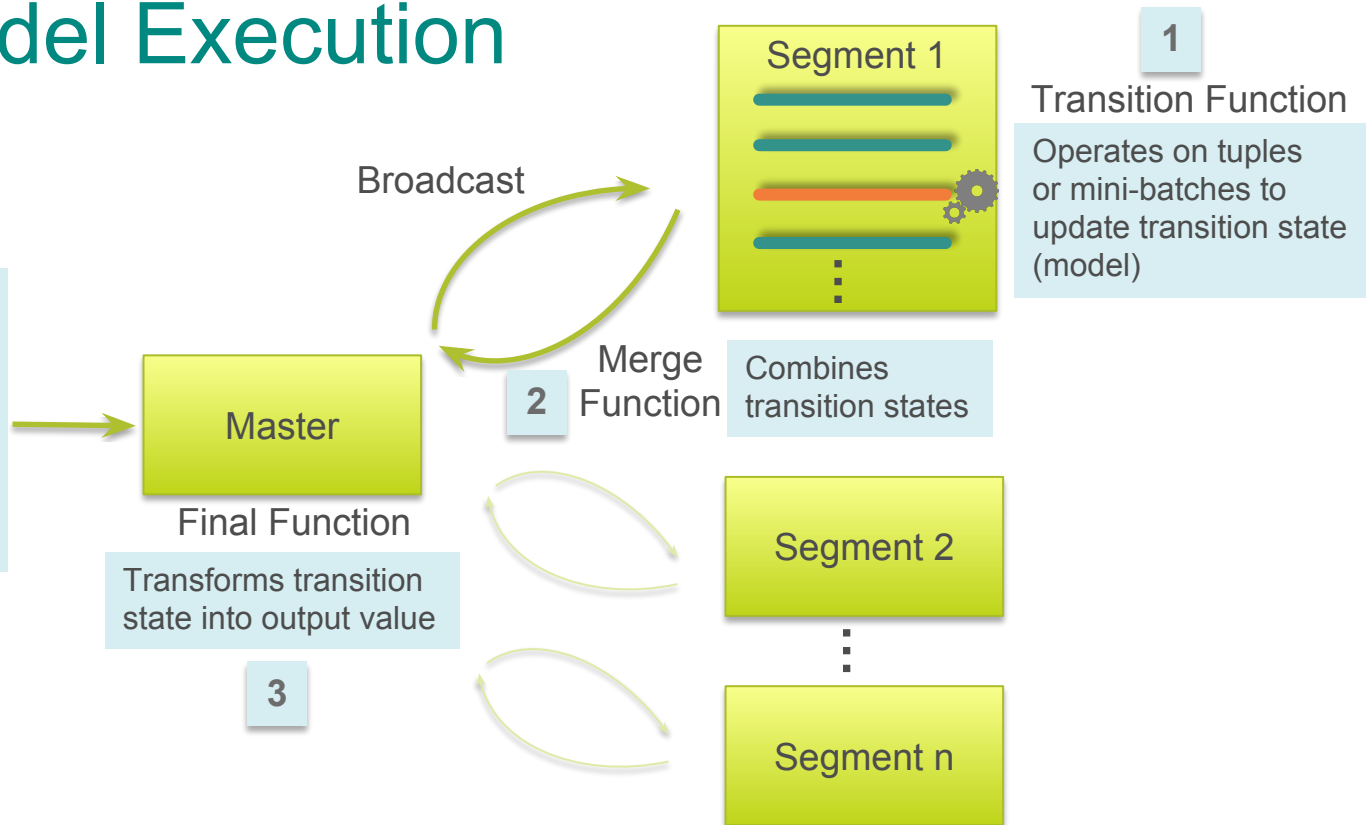 del Execution
Broadcast
Segment 1
1
Transition Function
Operates on tuples
or mini-batches to
update transition state
(model)
Master
2
Merge
Function
Combines
transition states
Final Function
Transforms transition
state into output value
3
Segment 2
Segment n